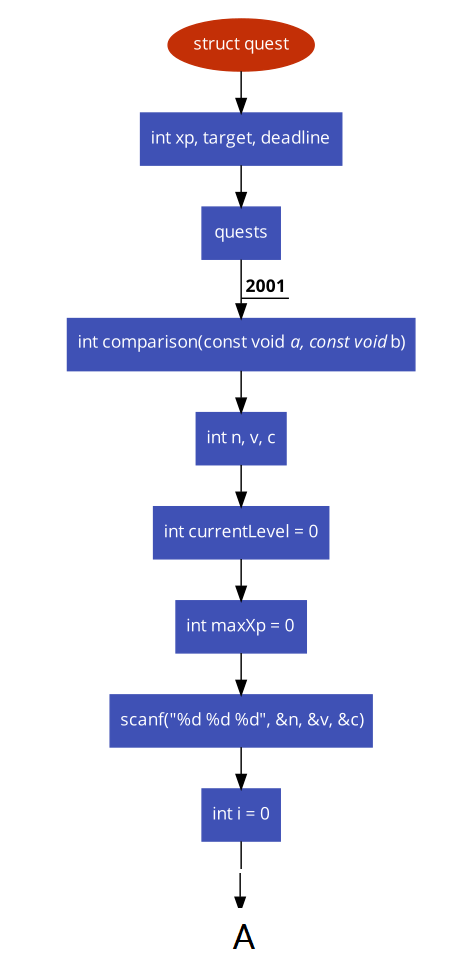 struct quest
int xp, target, deadline
quests
2001
int comparison(const void a, const void b)
int n, v, c
int currentLevel = 0
int maxXp = 0
scanf("%d %d %d", &n, &v, &c)
int i = 0
A